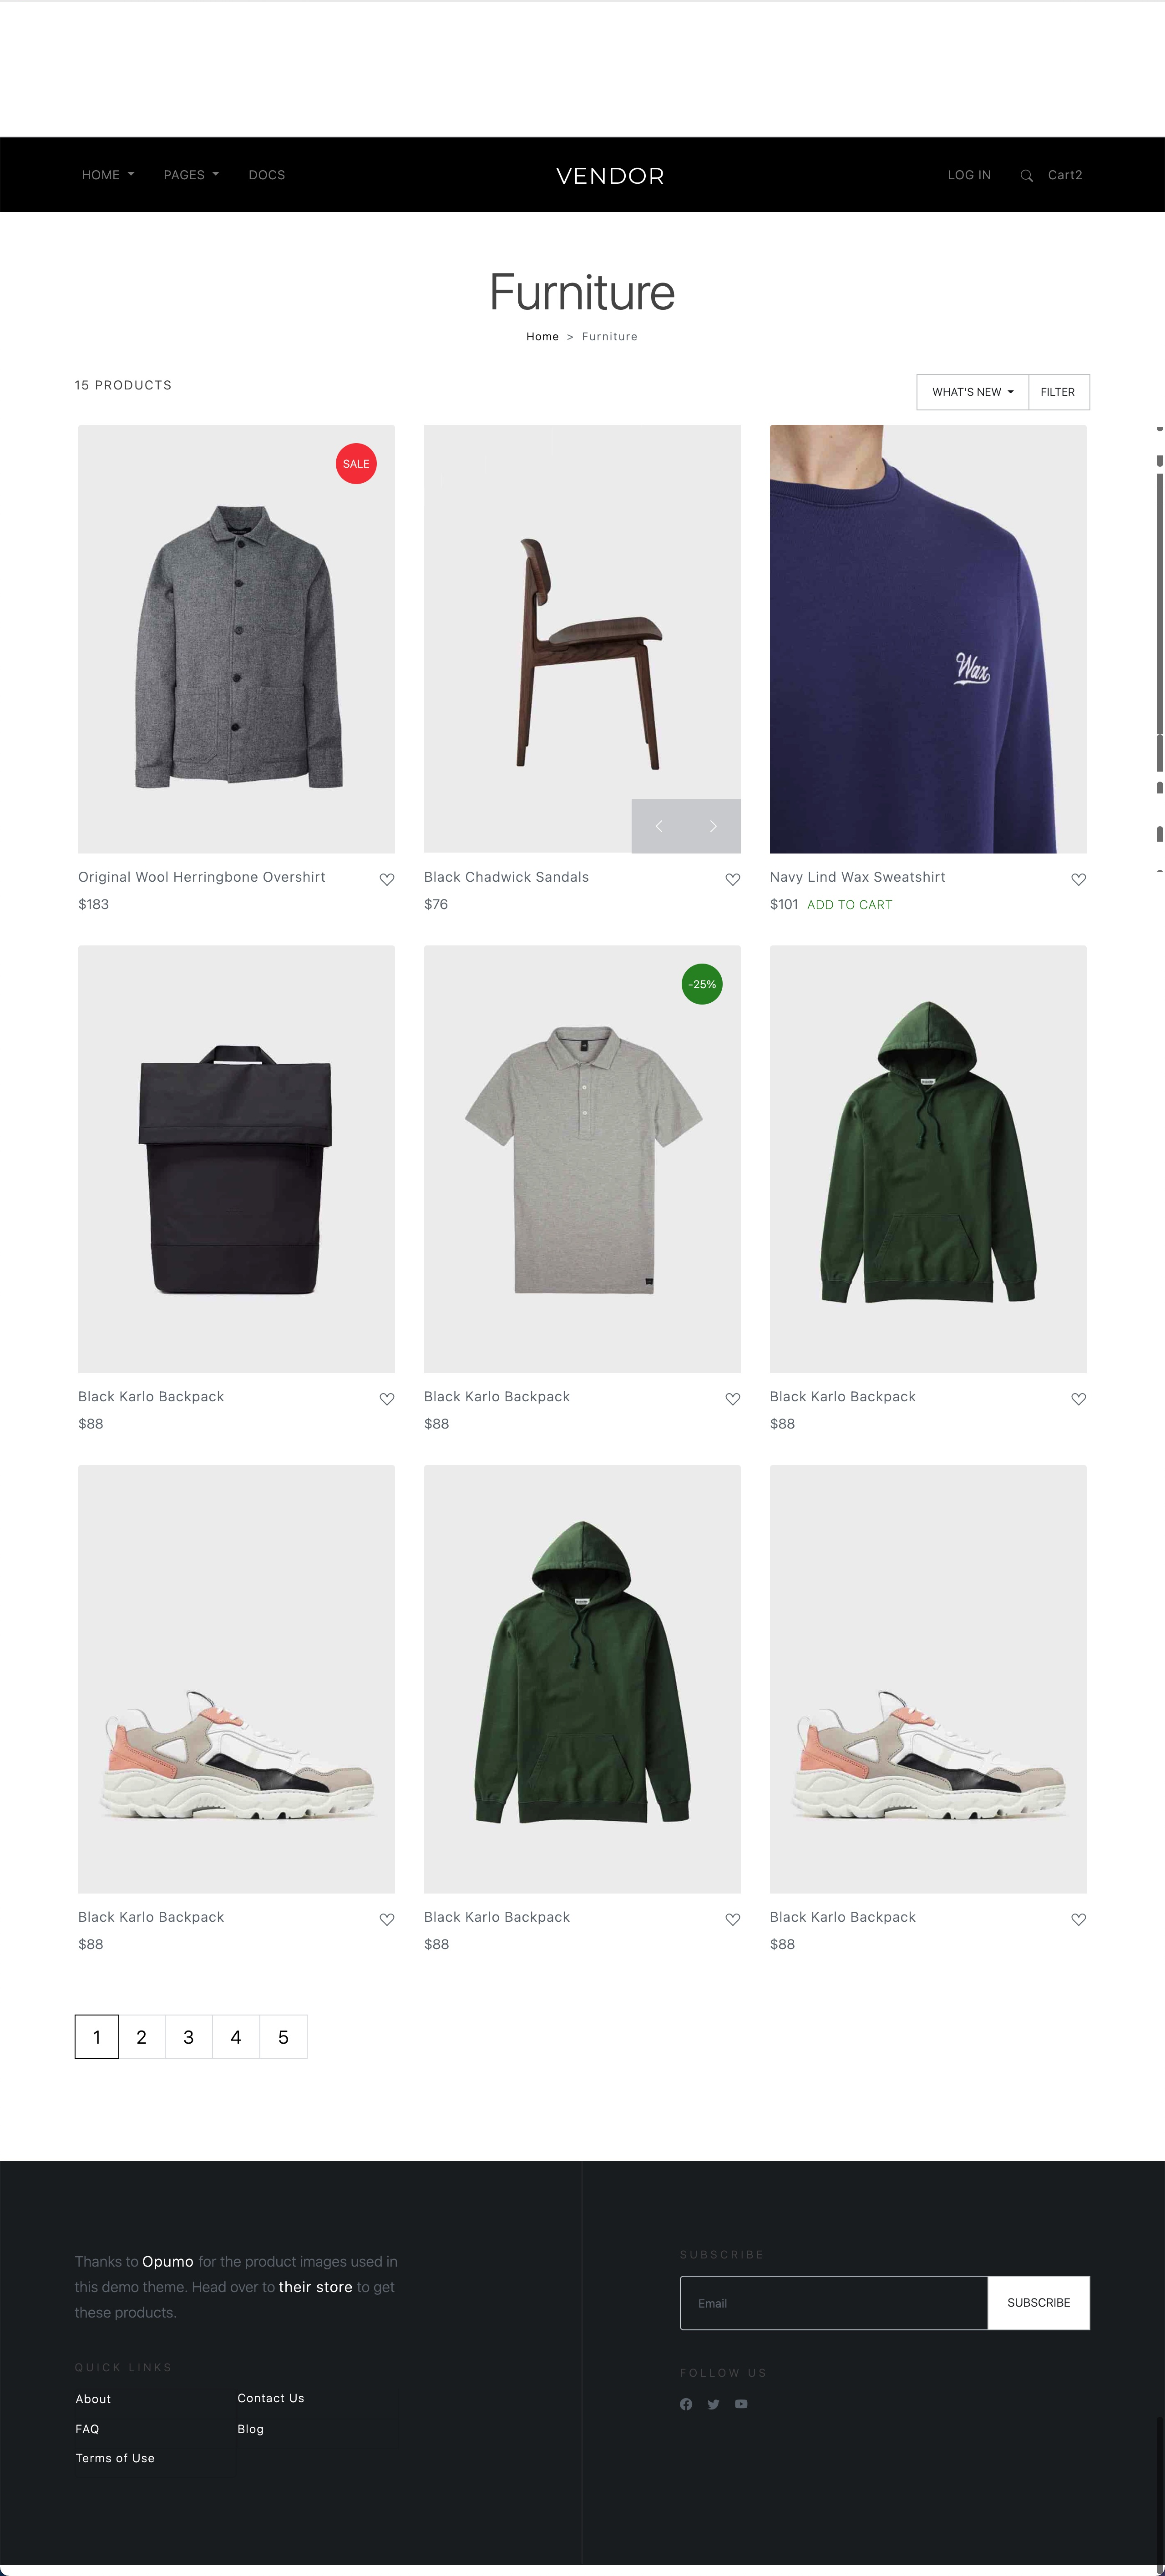 HOME PAGES DOCS VENDOR LOG IN Cart2
Furniture
Home > Furniture
15 PRODUCTS WHAT'S NEW FILTER
SALE
Wax
Original Wool Herringbone Overshirt Black Chadwick Sandals Navy Lind Wax Sweatshirt
$183 $76 $101 ADD TO CART
-25%
Black Karlo Backpack Black Karlo Backpack Black Karlo Backpack
$88 $88 $88
Black Karlo Backpack Black Karlo Backpack Black Karlo Backpack
$88 $88 $88
1 2 3 4 5
Thanks to Opumo for the product images used in
this demo theme. Head over to their store to get
these products.
QUICK LINKS
About Contact Us
FAQ Blog
Terms of Use
SUBSCRIBE
Email SUBSCRIBE
FOLLOW US